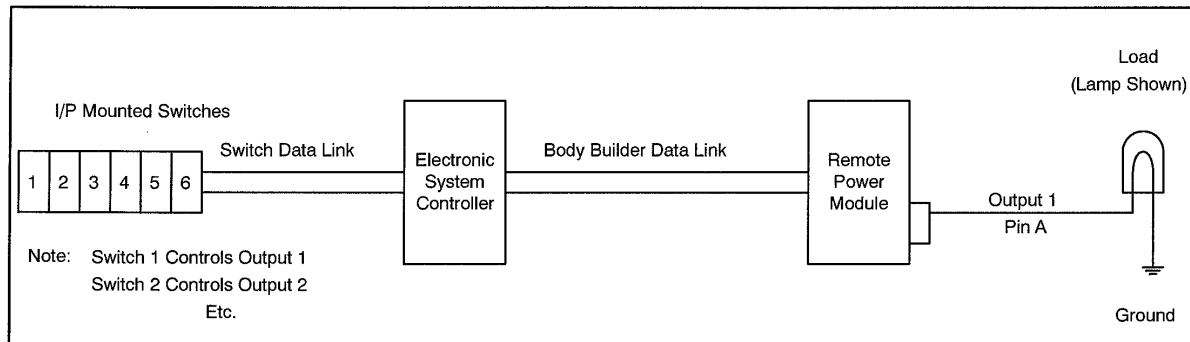 Load
(Lamp Shown)
I/P Mounted Switches
1 2 3 4 5 6
Switch Data Link
Electronic
System
Controller
Body Builder Data Link
Remote
Power
Module
Output 1
Pin A
Note: Switch 1 Controls Output 1
Switch 2 Controls Output 2
Etc.
Ground